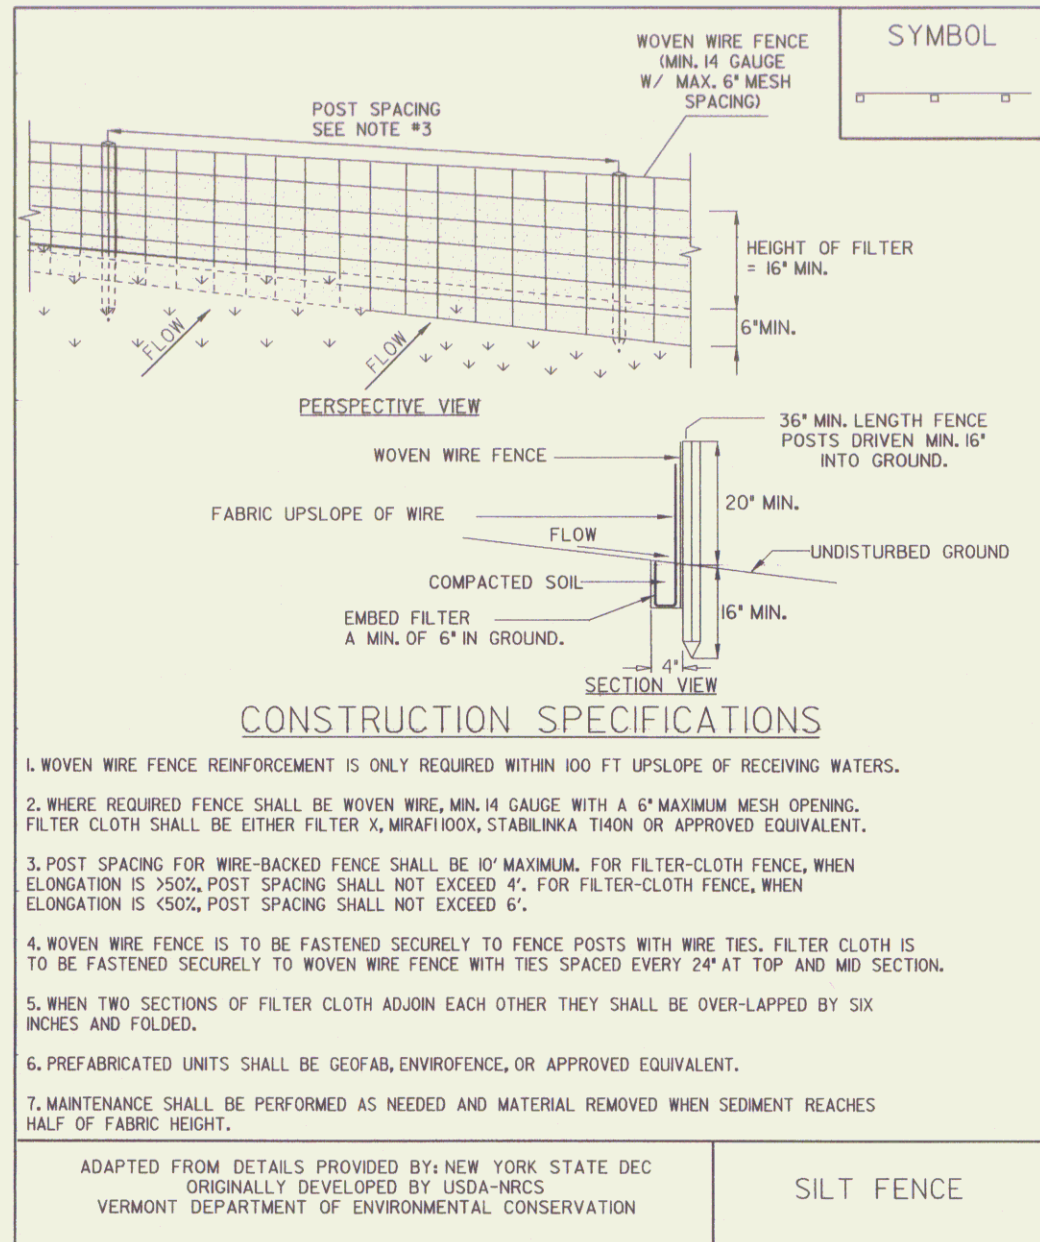 SYMBOL
WOVEN WIRE FENCE
(MIN. 14 GAUGE
W/ MAX. 6" MESH
SPACING)
POST SPACING
SEE NOTE #3
HEIGHT OF FILTER
= 16" MIN.
6"MIN.
FLOW
FLOW
PERSPECTIVE VIEW
36" MIN. LENGTH FENCE
POSTS DRIVEN MIN. 16"
INTO GROUND.
WOVEN WIRE FENCE
20" MIN.
FABRIC UPSLOPE OF WIRE
FLOW
UNDISTURBED GROUND
COMPACTED SOIL
EMBED FILTER
A MIN. OF 6" IN GROUND.
16" MIN.
4"
SECTION VIEW
CONSTRUCTION SPECIFICATIONS
1. WOVEN WIRE FENCE REINFORCEMENT IS ONLY REQUIRED WITHIN 100 FT UPSLOPE OF RECEIVING WATERS.
2. WHERE REQUIRED FENCE SHALL BE WOVEN WIRE, MIN. 14 GAUGE WITH A 6" MAXIMUM MESH OPENING.
FILTER CLOTH SHALL BE EITHER FILTER X, MIRAFI 100X, STABILINKA T140N OR APPROVED EQUIVALENT.
3. POST SPACING FOR WIRE-BACKED FENCE SHALL BE 10' MAXIMUM. FOR FILTER-CLOTH FENCE, WHEN
ELONGATION IS >50%, POST SPACING SHALL NOT EXCEED 4'. FOR FILTER-CLOTH FENCE, WHEN
ELONGATION IS <50%, POST SPACING SHALL NOT EXCEED 6'.
4. WOVEN WIRE FENCE IS TO BE FASTENED SECURELY TO FENCE POSTS WITH WIRE TIES. FILTER CLOTH IS
TO BE FASTENED SECURELY TO WOVEN WIRE FENCE WITH TIES SPACED EVERY 24" AT TOP AND MID SECTION.
5. WHEN TWO SECTIONS OF FILTER CLOTH ADJOIN EACH OTHER THEY SHALL BE OVER-LAPPED BY SIX
INCHES AND FOLDED.
6. PREFABRICATED UNITS SHALL BE GEOFAB, ENVIROFENCE, OR APPROVED EQUIVALENT.
7. MAINTENANCE SHALL BE PERFORMED AS NEEDED AND MATERIAL REMOVED WHEN SEDIMENT REACHES
HALF OF FABRIC HEIGHT.
ADAPTED FROM DETAILS PROVIDED BY: NEW YORK STATE DEC
ORIGINALLY DEVELOPED BY USDA-NRCS
VERMONT DEPARTMENT OF ENVIRONMENTAL CONSERVATION
SILT FENCE